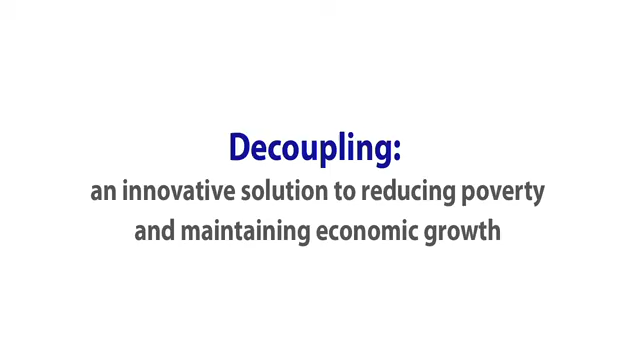 Decoupling:
an innovative solution to reducing poverty
and maintaining economic growth